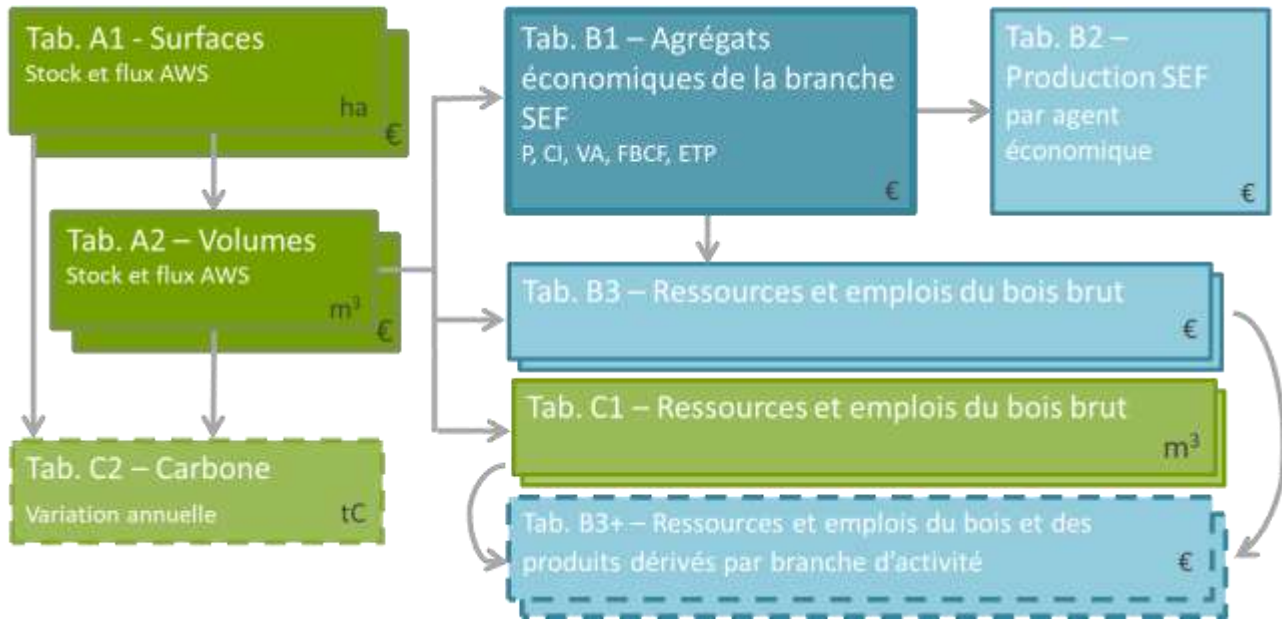 Tab. A1 - Surfaces
Stock et flux AWS
ha
€
Tab. A2 – Volumes
Stock et flux AWS
m³
€
Tab. C2 – Carbone
Variation annuelle
tC
Tab. B1 – Agrégats
économiques de la branche
SEF
P, CI, VA, FBCF, ETP
€
Tab. B2 –
Production SEF
par agent
économique
€
Tab. B3 – Ressources et emplois du bois brut
€
Tab. C1 – Ressources et emplois du bois brut
m³
Tab. B3+ – Ressources et emplois du bois et des
produits dérivés par branche d'activité
€